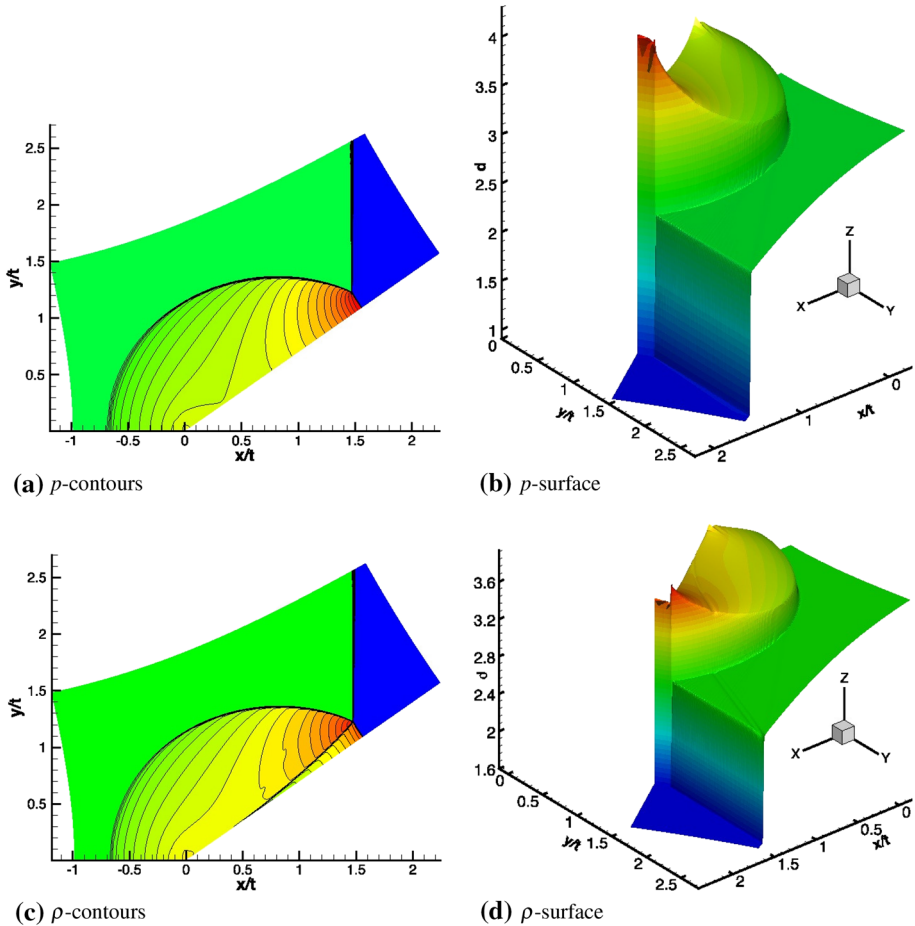 2.5
2
1.5
1
0.5
y/t
-1
-0.5
0
0.5
1
1.5
2
x/t
(a) p-contours
4
3.5
3
2.5
2
1.5
1
p
0
0.5
1
1.5
2
2.5
y/t
2
1
0
x/t
Z
X
Y
(b) p-surface
2.5
2
1.5
1
0.5
y/t
-1
-0.5
0
0.5
1
1.5
2
x/t
(c) ρ-contours
3.6
3.2
2.8
2.4
2
1.6
ρ
0
0.5
1
1.5
2
2.5
y/t
2
1.5
1
0.5
0
x/t
Z
X
Y
(d) ρ-surface